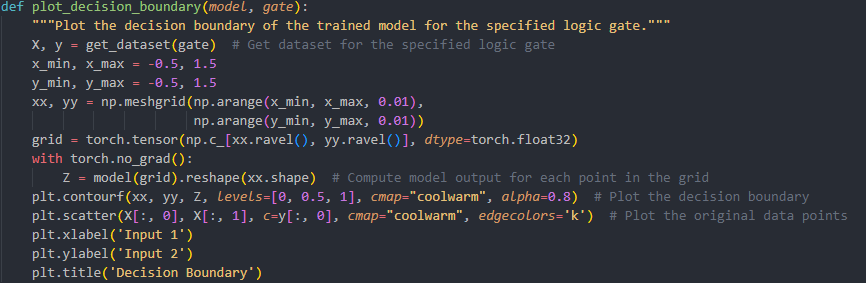 def plot_decision_boundary(model, gate):
    """Plot the decision boundary of the trained model for the specified logic gate."""
    X, y = get_dataset(gate)  # Get dataset for the specified logic gate
    x_min, x_max = -0.5, 1.5
    y_min, y_max = -0.5, 1.5
    xx, yy = np.meshgrid(np.arange(x_min, x_max, 0.01),
                         np.arange(y_min, y_max, 0.01))
    grid = torch.tensor(np.c_[xx.ravel(), yy.ravel()], dtype=torch.float32)
    with torch.no_grad():
        Z = model(grid).reshape(xx.shape)  # Compute model output for each point in the grid
    plt.contourf(xx, yy, Z, levels=[0, 0.5, 1], cmap="coolwarm", alpha=0.8)  # Plot the decision boundary
    plt.scatter(X[:, 0], X[:, 1], c=y[:, 0], cmap="coolwarm", edgecolors='k')  # Plot the original data points
    plt.xlabel('Input 1')
    plt.ylabel('Input 2')
    plt.title('Decision Boundary')